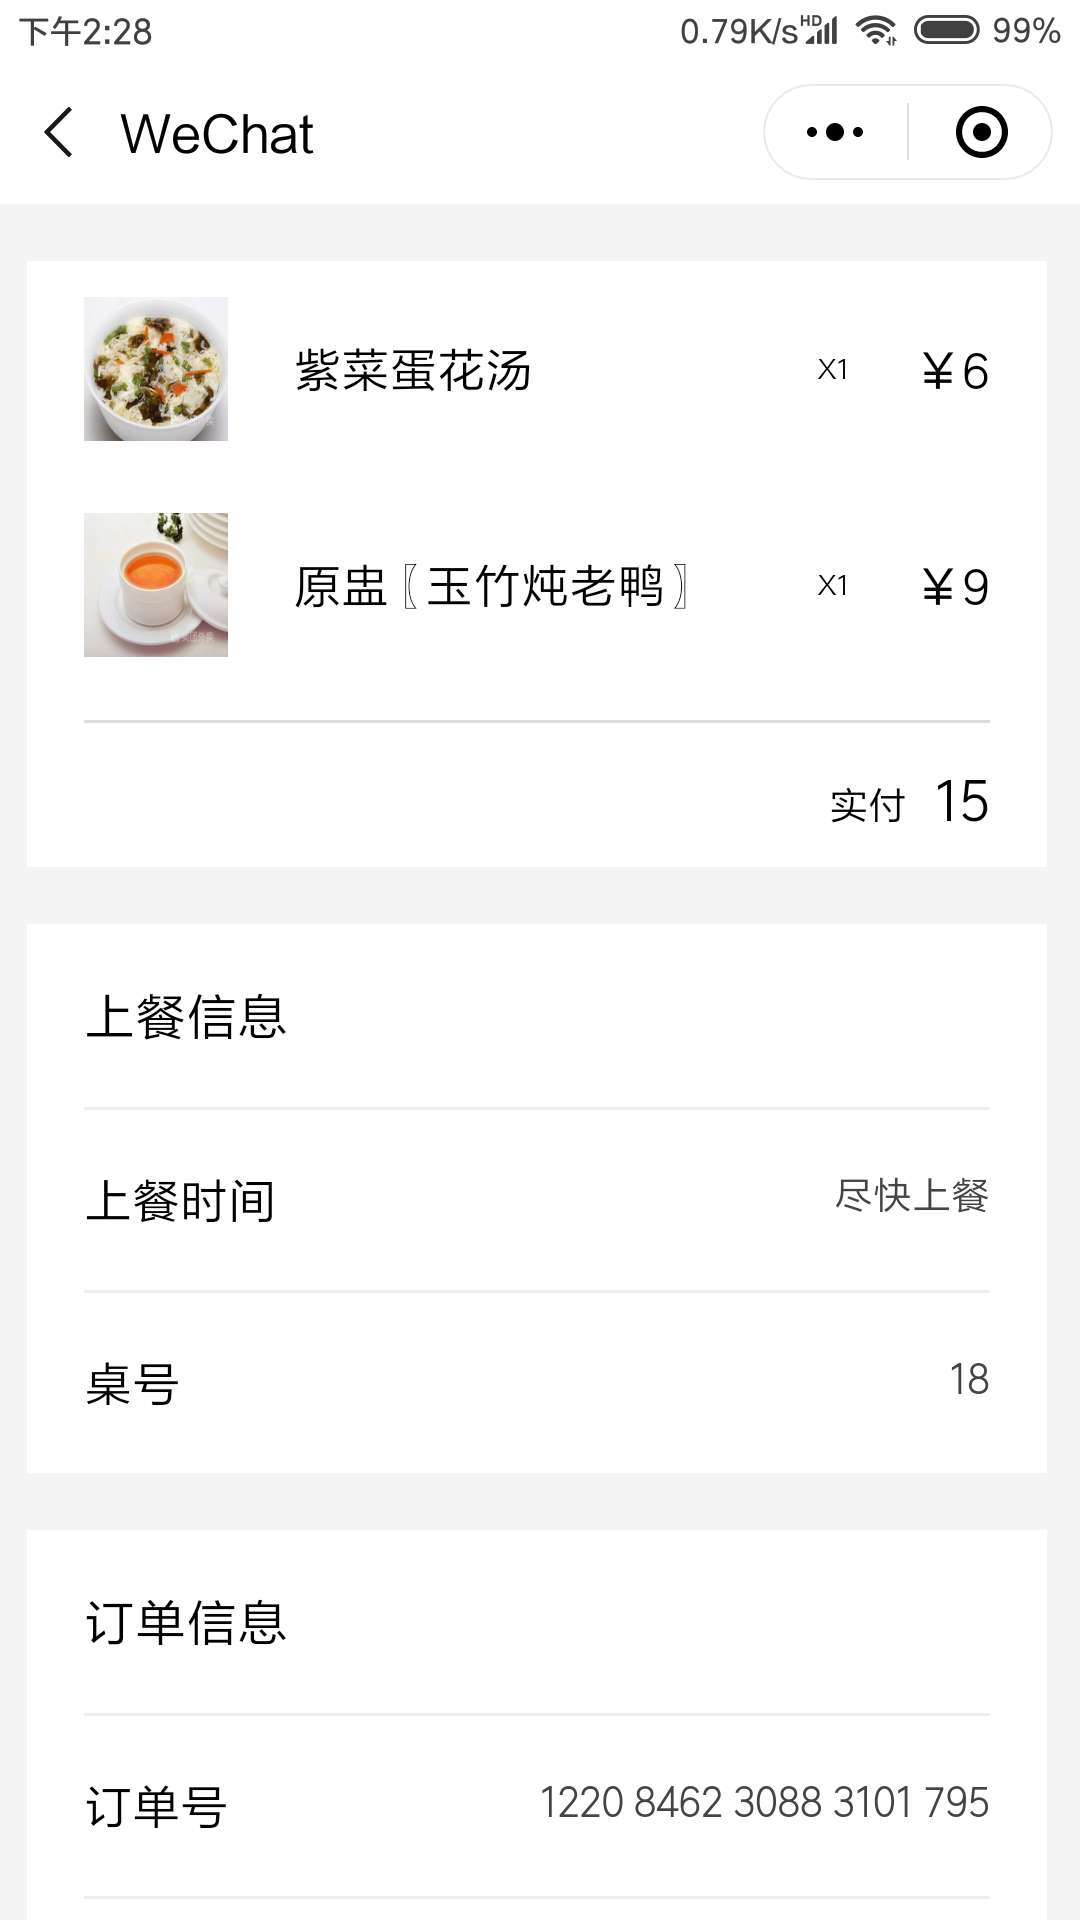 下午2:28 0.79K/s HD 99%
WeChat
紫菜蛋花汤 X1 ¥6
原盅〖玉竹炖老鸭〗 X1 ¥9
实付 15
上餐信息
上餐时间 尽快上餐
桌号 18
订单信息
订单号 1220 8462 3088 3101 795